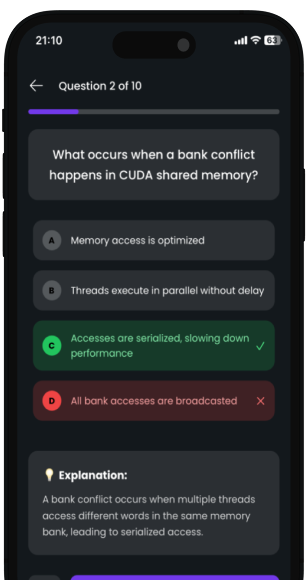 21:10
63
Question 2 of 10
What occurs when a bank conflict
happens in CUDA shared memory?
A Memory access is optimized
B Threads execute in parallel without delay
C Accesses are serialized, slowing down
performance
D All bank accesses are broadcasted
Explanation:
A bank conflict occurs when multiple threads
access different words in the same memory
bank, leading to serialized access.